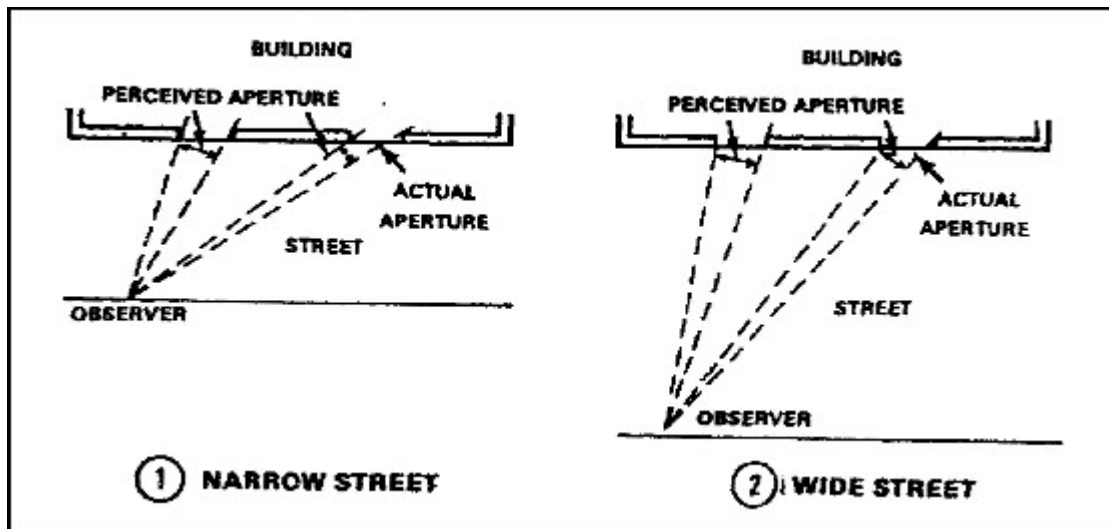 BUILDING
PERCEIVED APERTURE
ACTUAL
APERTURE
STREET
OBSERVER
1 NARROW STREET
BUILDING
PERCEIVED APERTURE
ACTUAL
APERTURE
STREET
OBSERVER
2 WIDE STREET